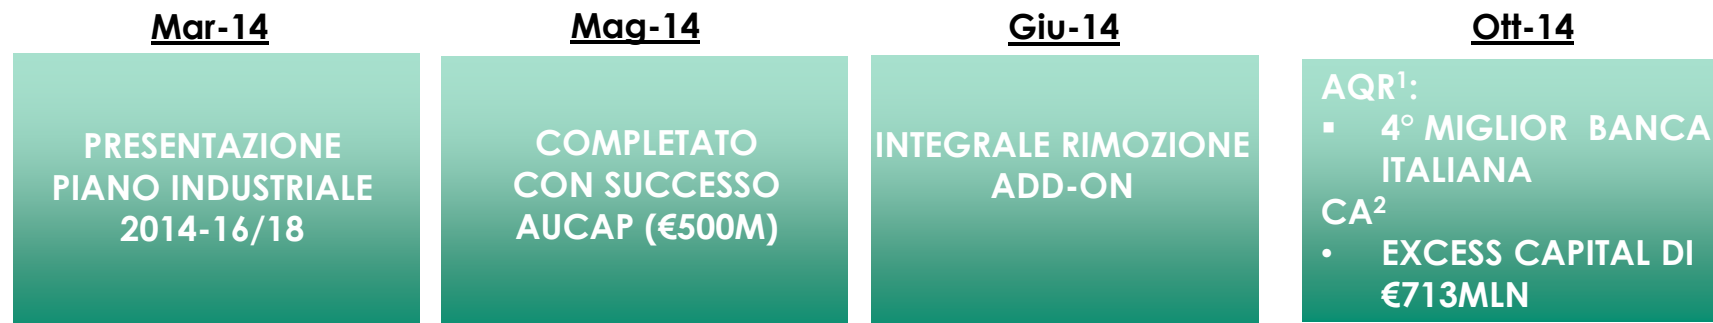 Mar-14
PRESENTAZIONE
PIANO INDUSTRIALE
2014-16/18
Mag-14
COMPLETATO
CON SUCCESSO
AUCAP (€500M)
Giu-14
INTEGRALE RIMOZIONE
ADD-ON
Ott-14
AQR¹:
▪ 4° MIGLIOR BANCA
ITALIANA
CA²
• EXCESS CAPITAL DI
€713MLN